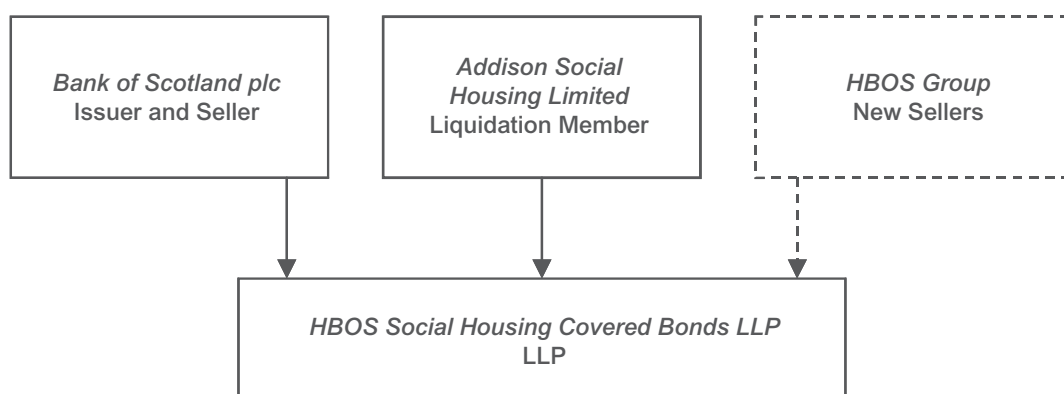 Bank of Scotland plc
Issuer and Seller
Addison Social
Housing Limited
Liquidation Member
HBOS Group
New Sellers
HBOS Social Housing Covered Bonds LLP
LLP